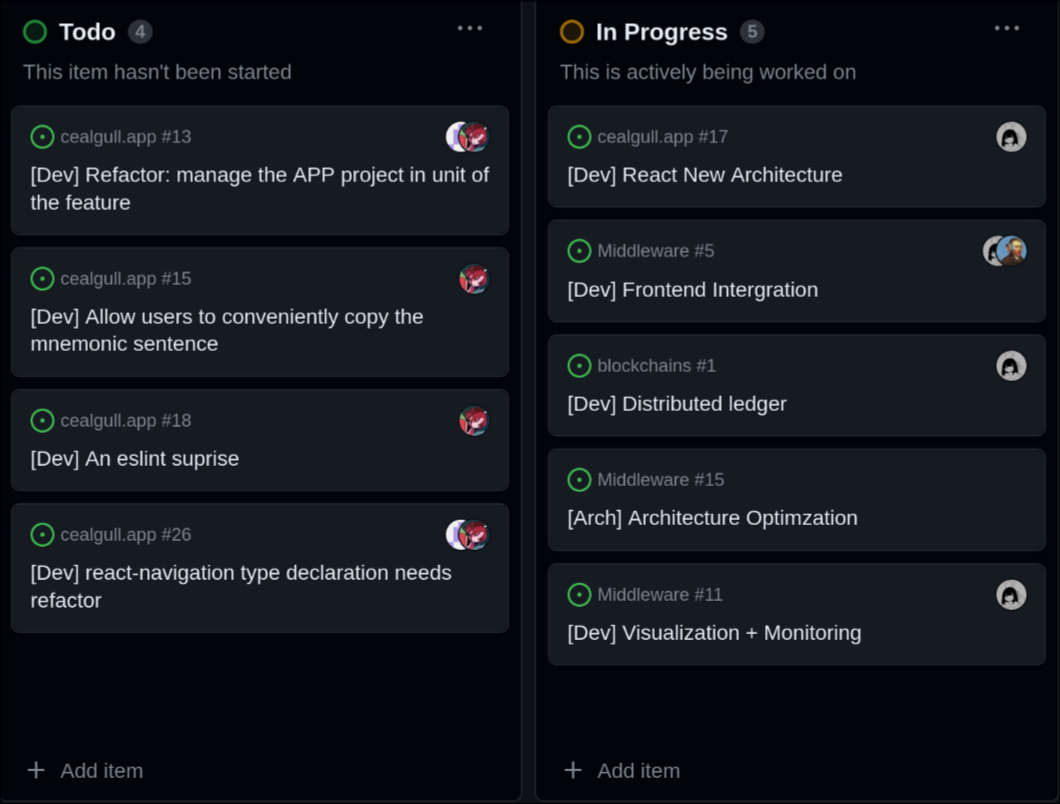 Todo 4
This item hasn't been started
cealgull.app #13
[Dev] Refactor: manage the APP project in unit of
the feature
cealgull.app #15
[Dev] Allow users to conveniently copy the
mnemonic sentence
cealgull.app #18
[Dev] An eslint suprise
cealgull.app #26
[Dev] react-navigation type declaration needs
refactor
Add item
In Progress 5
This is actively being worked on
cealgull.app #17
[Dev] React New Architecture
Middleware #5
[Dev] Frontend Intergration
blockchains #1
[Dev] Distributed ledger
Middleware #15
[Arch] Architecture Optimzation
Middleware #11
[Dev] Visualization + Monitoring
Add item